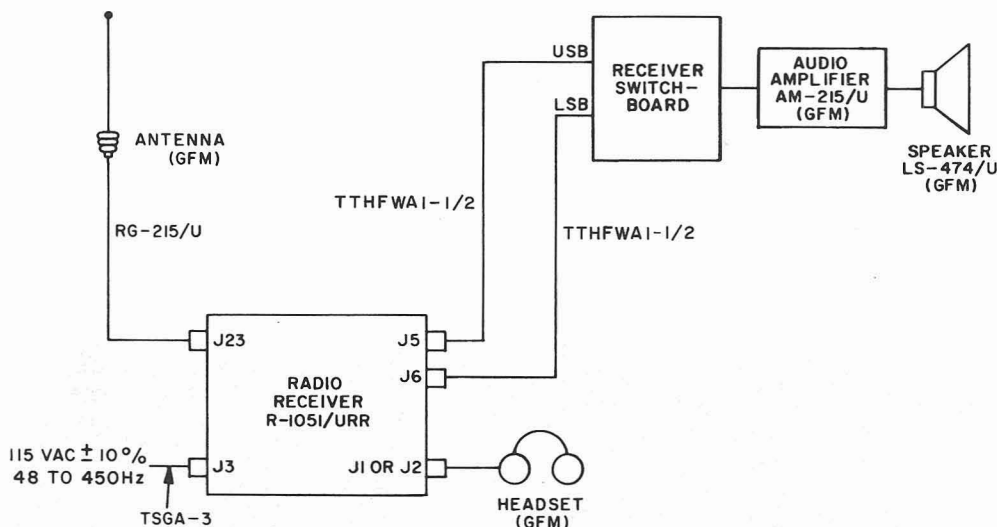 USB
LSB
RECEIVER
SWITCH-
BOARD
AUDIO
AMPLIFIER
AM-215/U
(GFM)
SPEAKER
LS-474/U
(GFM)
ANTENNA
(GFM)
TTHFWA1-1/2
TTHFWA1-1/2
RG-215/U
J23
J5
J6
RADIO
RECEIVER
R-1051/URR
115 VAC ± 10%
48 TO 450Hz
J3
J1 OR J2
TSGA-3
HEADSET
(GFM)